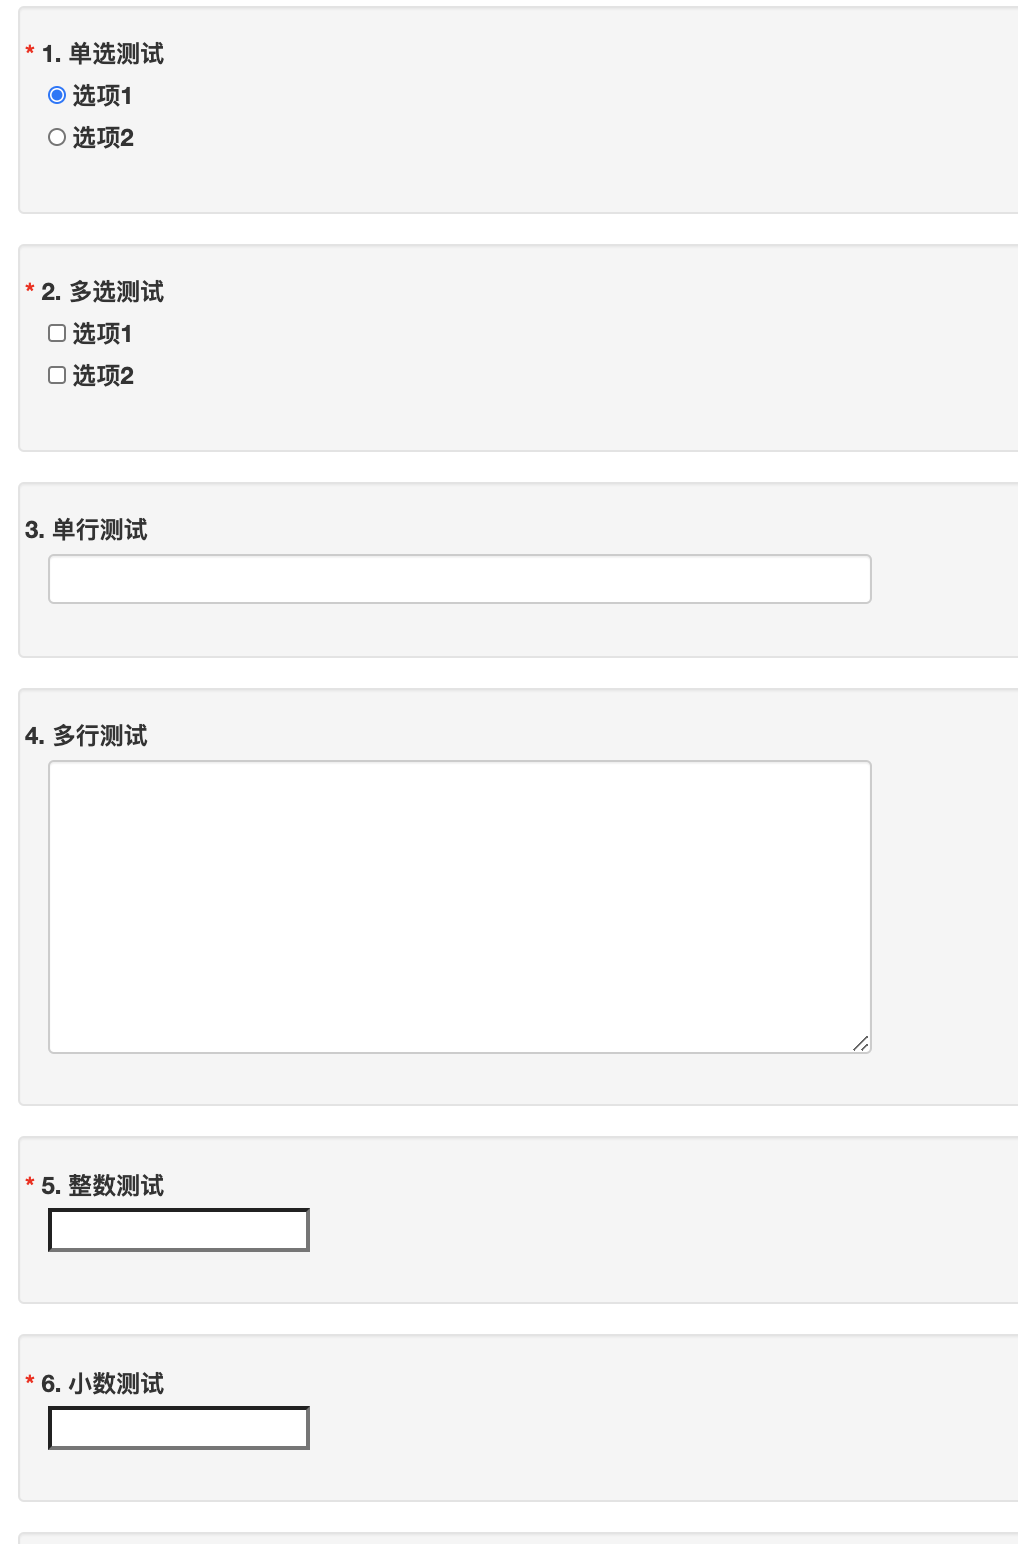 * 1. 单选测试
选项1
选项2
* 2. 多选测试
选项1
选项2
3. 单行测试
4. 多行测试
* 5. 整数测试
* 6. 小数测试